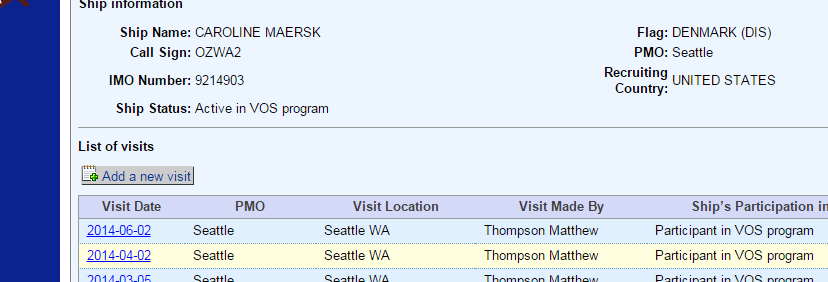 Ship information
Ship Name: CAROLINE MAERSK Flag: DENMARK (DIS)
Call Sign: OZWA2 PMO: Seattle
IMO Number: 9214903 Recruiting Country: UNITED STATES
Ship Status: Active in VOS program
List of visits
Add a new visit
Visit Date PMO Visit Location Visit Made By Ship's Participation in
2014-06-02 Seattle Seattle WA Thompson Matthew Participant in VOS program
2014-04-02 Seattle Seattle WA Thompson Matthew Participant in VOS program
2014-03-05 Seattle Seattle WA Thompson Matthew Participant in VOS program